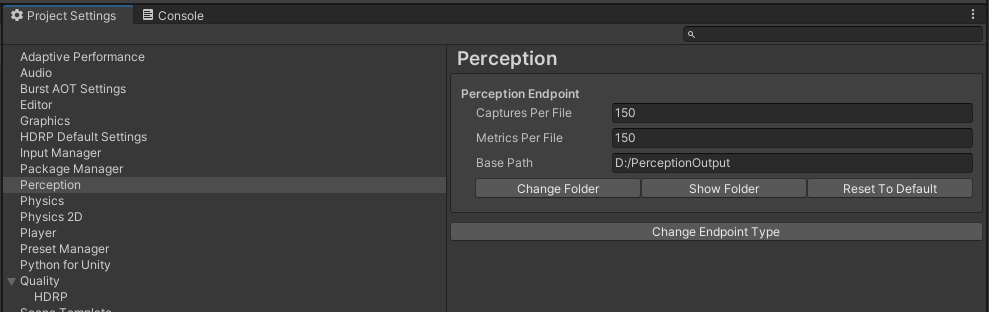 Project Settings
Console
Adaptive Performance
Audio
Burst AOT Settings
Editor
Graphics
HDRP Default Settings
Input Manager
Package Manager
Perception
Physics
Physics 2D
Player
Preset Manager
Python for Unity
Quality
HDRP
Scene Template
Perception
Perception Endpoint
Captures Per File 150
Metrics Per File 150
Base Path D:/PerceptionOutput
Change Folder Show Folder Reset To Default
Change Endpoint Type